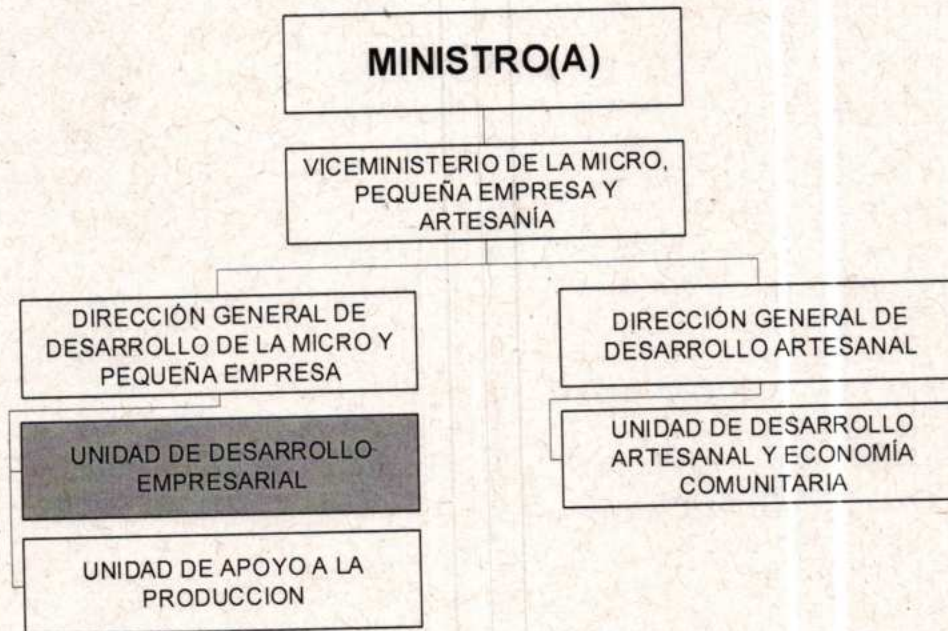 MINISTRO(A)
VICEMINISTERIO DE LA MICRO,
PEQUEÑA EMPRESA Y
ARTESANÍA
DIRECCIÓN GENERAL DE
DESARROLLO DE LA MICRO Y
PEQUEÑA EMPRESA
UNIDAD DE DESARROLLO
EMPRESARIAL
UNIDAD DE APOYO A LA
PRODUCCION
DIRECCIÓN GENERAL DE
DESARROLLO ARTESANAL
UNIDAD DE DESARROLLO
ARTESANAL Y ECONOMÍA
COMUNITARIA